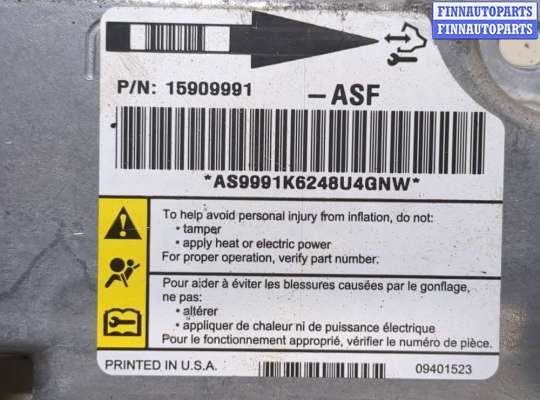 FINNAUTOPARTS
FINNAUTOPARTS
P/N: 15909991 –ASF
*AS9991K6248U4GNW*
To help avoid personal injury from inflation, do not:
• tamper
• apply heat or electric power
For proper operation, verify part number.
Pour aider à éviter les blessures causées par le gonflage,
ne pas:
• altérer
• appliquer de chaleur ni de puissance électrique
Pour le fonctionnement approprié, vérifier le numéro de pièce.
PRINTED IN U.S.A. 09401523